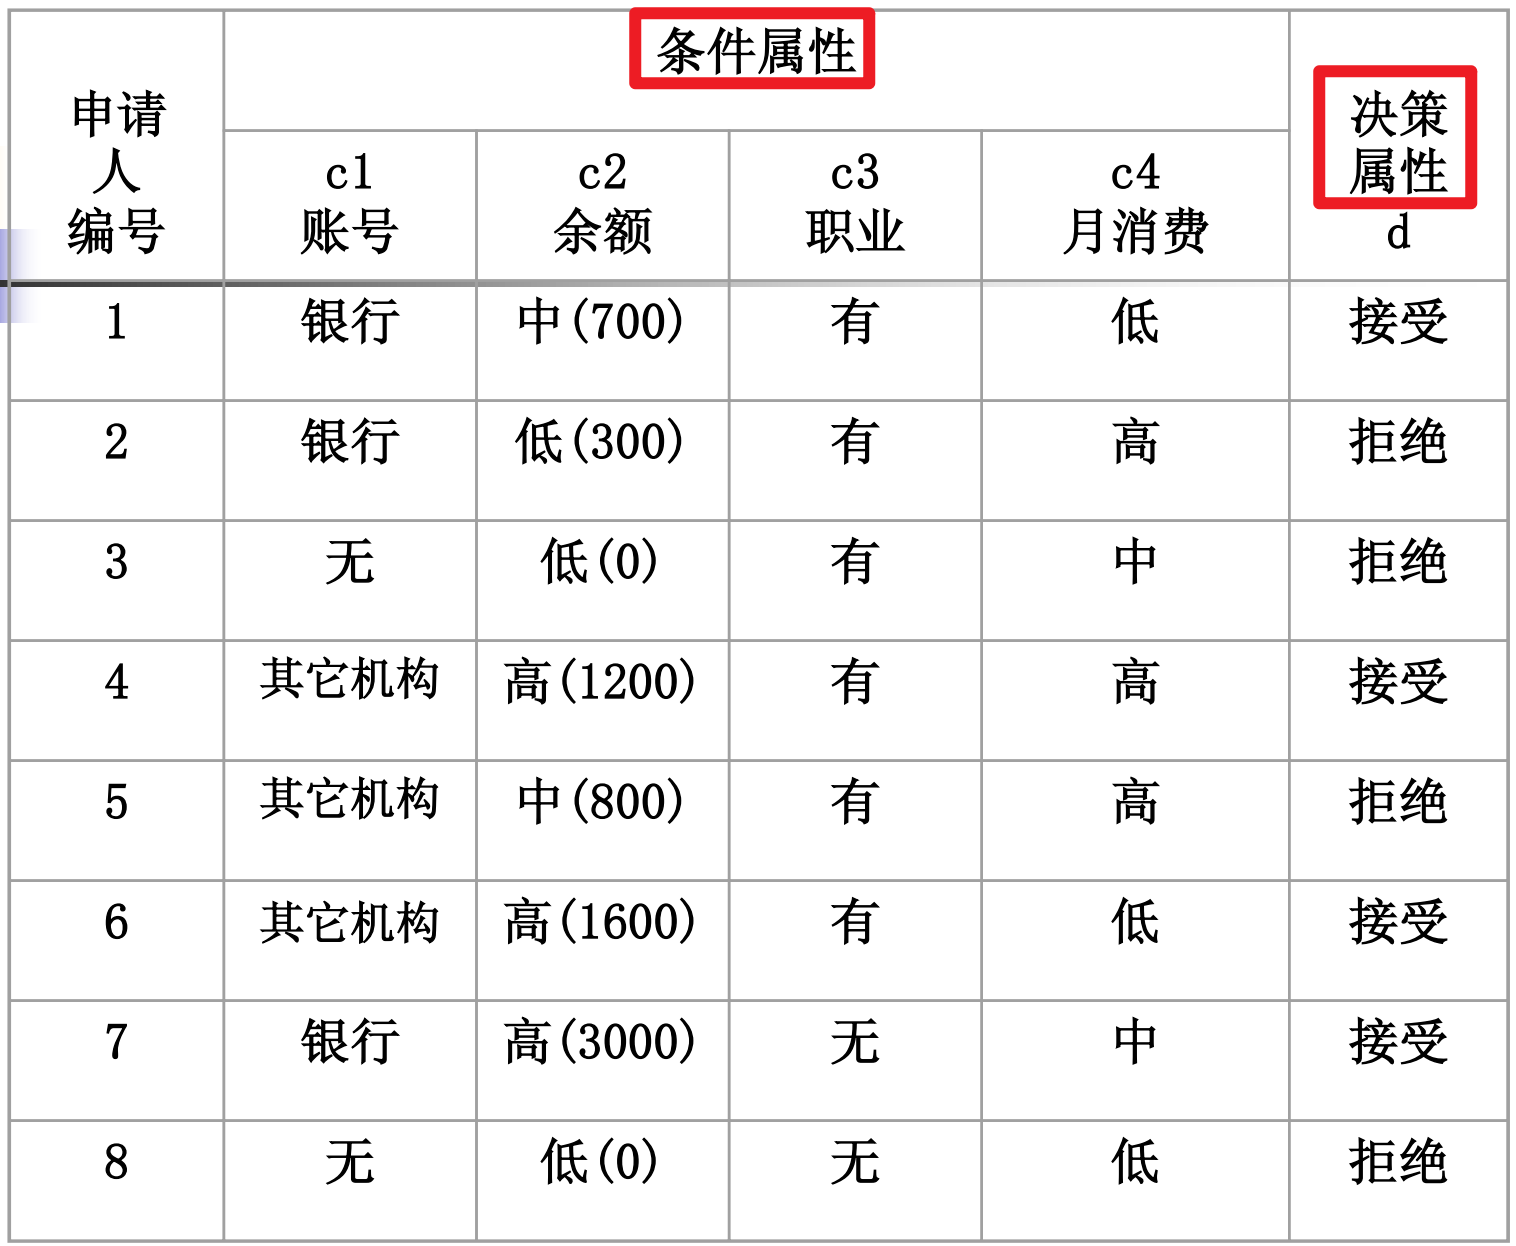 条件属性
申请
人
编号
决策
属性
d
c1
账号
c2
余额
c3
职业
c4
月消费
1 银行 中(700) 有 低 接受
2 银行 低(300) 有 高 拒绝
3 无 低(0) 有 中 拒绝
4 其它机构 高(1200) 有 高 接受
5 其它机构 中(800) 有 高 拒绝
6 其它机构 高(1600) 有 低 接受
7 银行 高(3000) 无 中 接受
8 无 低(0) 无 低 拒绝